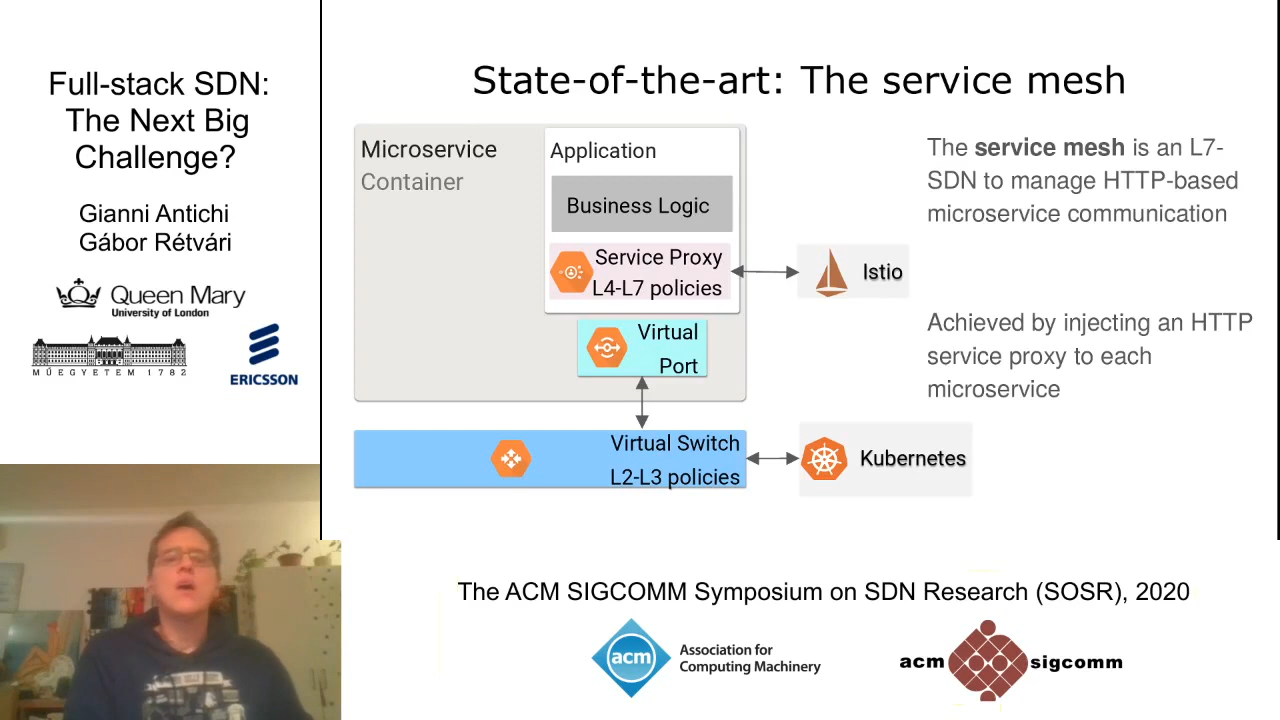 Full-stack SDN:
The Next Big
Challenge?
Gianni Antichi
Gábor Rétvári
Queen Mary
University of London
MŰEGYETEM 1782
ERICSSON
State-of-the-art: The service mesh
Microservice
Container
Application
Business Logic
Service Proxy
L4-L7 policies
Istio
Virtual
Port
Virtual Switch
L2-L3 policies
Kubernetes
The service mesh is an L7-
SDN to manage HTTP-based
microservice communication
Achieved by injecting an HTTP
service proxy to each
microservice
The ACM SIGCOMM Symposium on SDN Research (SOSR), 2020
acm
Association for
Computing Machinery
acm sigcomm